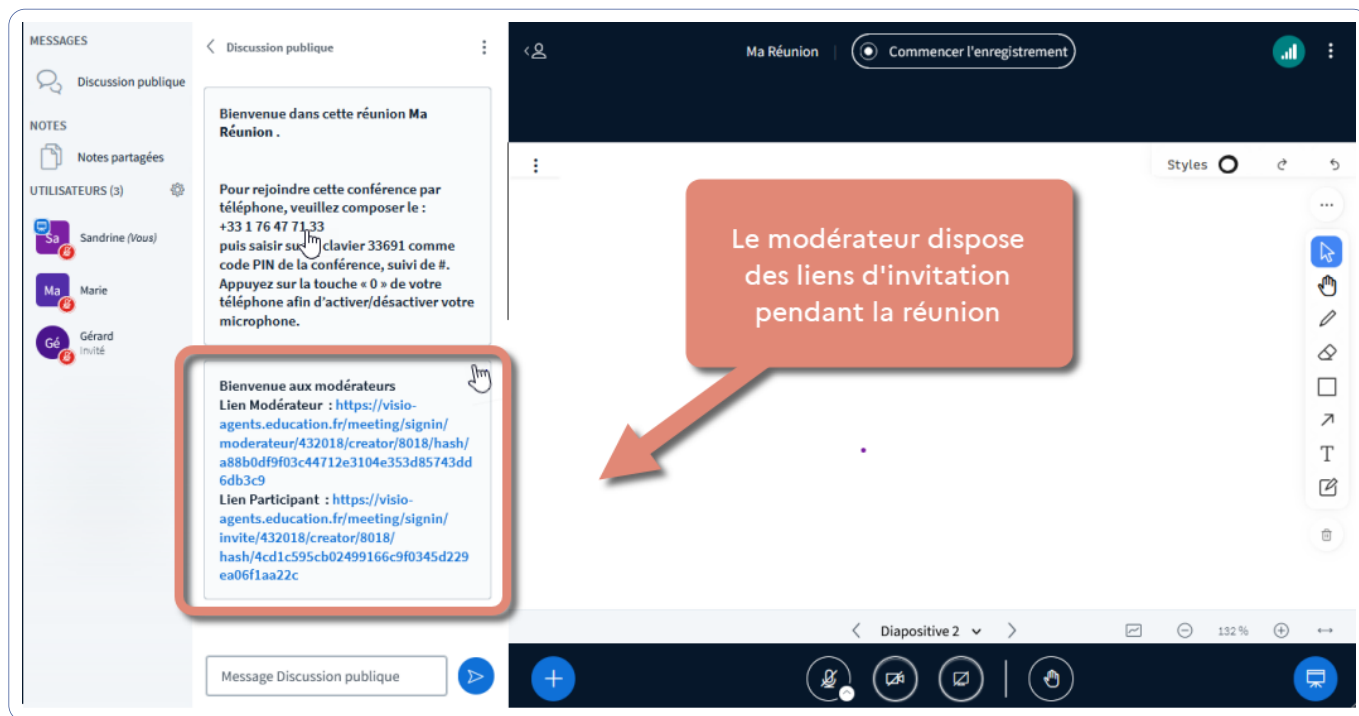 MESSAGES
Discussion publique
NOTES
Notes partagées
UTILISATEURS (3)
Sa
Sandrine (Vous)
Ma
Marie
Gé
Gérard
Invité
Discussion publique
Bienvenue dans cette réunion Ma
Réunion .
Pour rejoindre cette conférence par
téléphone, veuillez composer le :
+33 1 76 47 71 33
puis saisir sur clavier 33691 comme
code PIN de la conférence, suivi de #.
Appuyez sur la touche « 0 » de votre
téléphone afin d'activer/désactiver votre
microphone.
Bienvenue aux modérateurs
Lien Modérateur : https://visio-
agents.education.fr/meeting/signin/
moderateur/432018/creator/8018/hash/
a88b0df9f03c44712e3104e353d85743dd
6db3c9
Lien Participant : https://visio-
agents.education.fr/meeting/signin/
invite/432018/creator/8018/
hash/4cd1c595cb02499166c9f0345d229
ea06f1aa22c
Message Discussion publique
Ma Réunion
Commencer l'enregistrement
Styles
Le modérateur dispose
des liens d'invitation
pendant la réunion
T
Diapositive 2
132 %